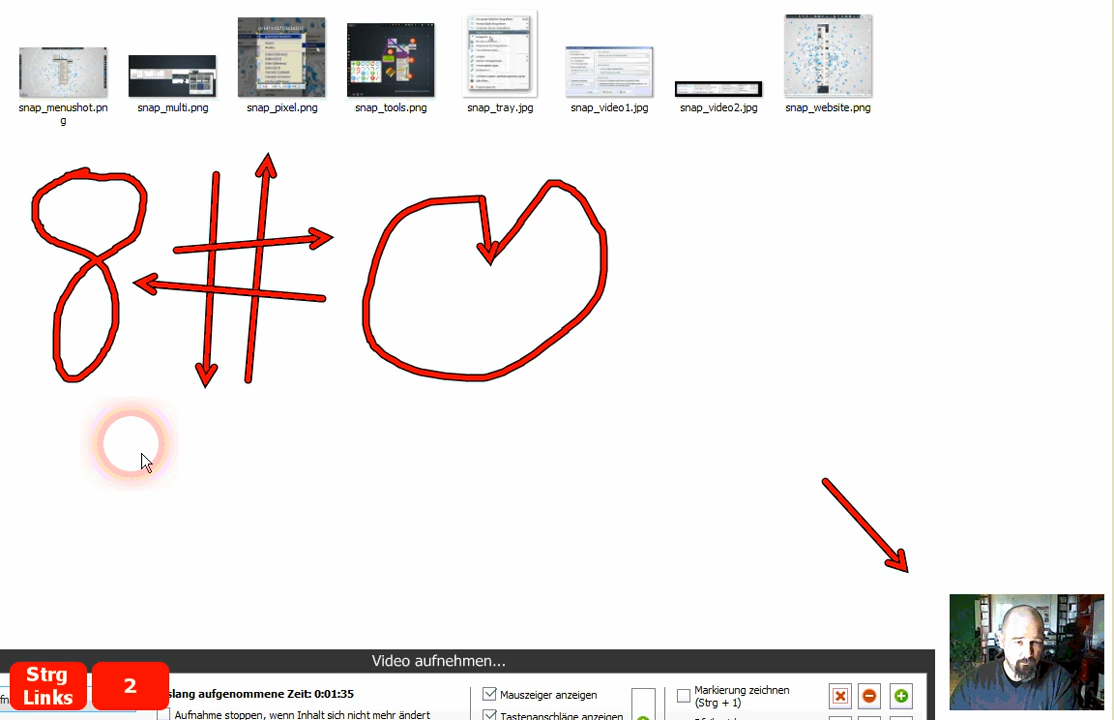 snap_menushot.pn
g
snap_multi.png
snap_pixel.png
snap_tools.png
snap_tray.jpg
snap_video1.jpg
snap_video2.jpg
snap_website.png
8#
Video aufnehmen...
Strg
Links
2
slang aufgenommene Zeit: 0:01:35
Aufnahme stoppen, wenn Inhalt sich nicht mehr ändert
Mauszeiger anzeigen
Tastenanschläge anzeigen
Markierung zeichnen
(Strg + 1)